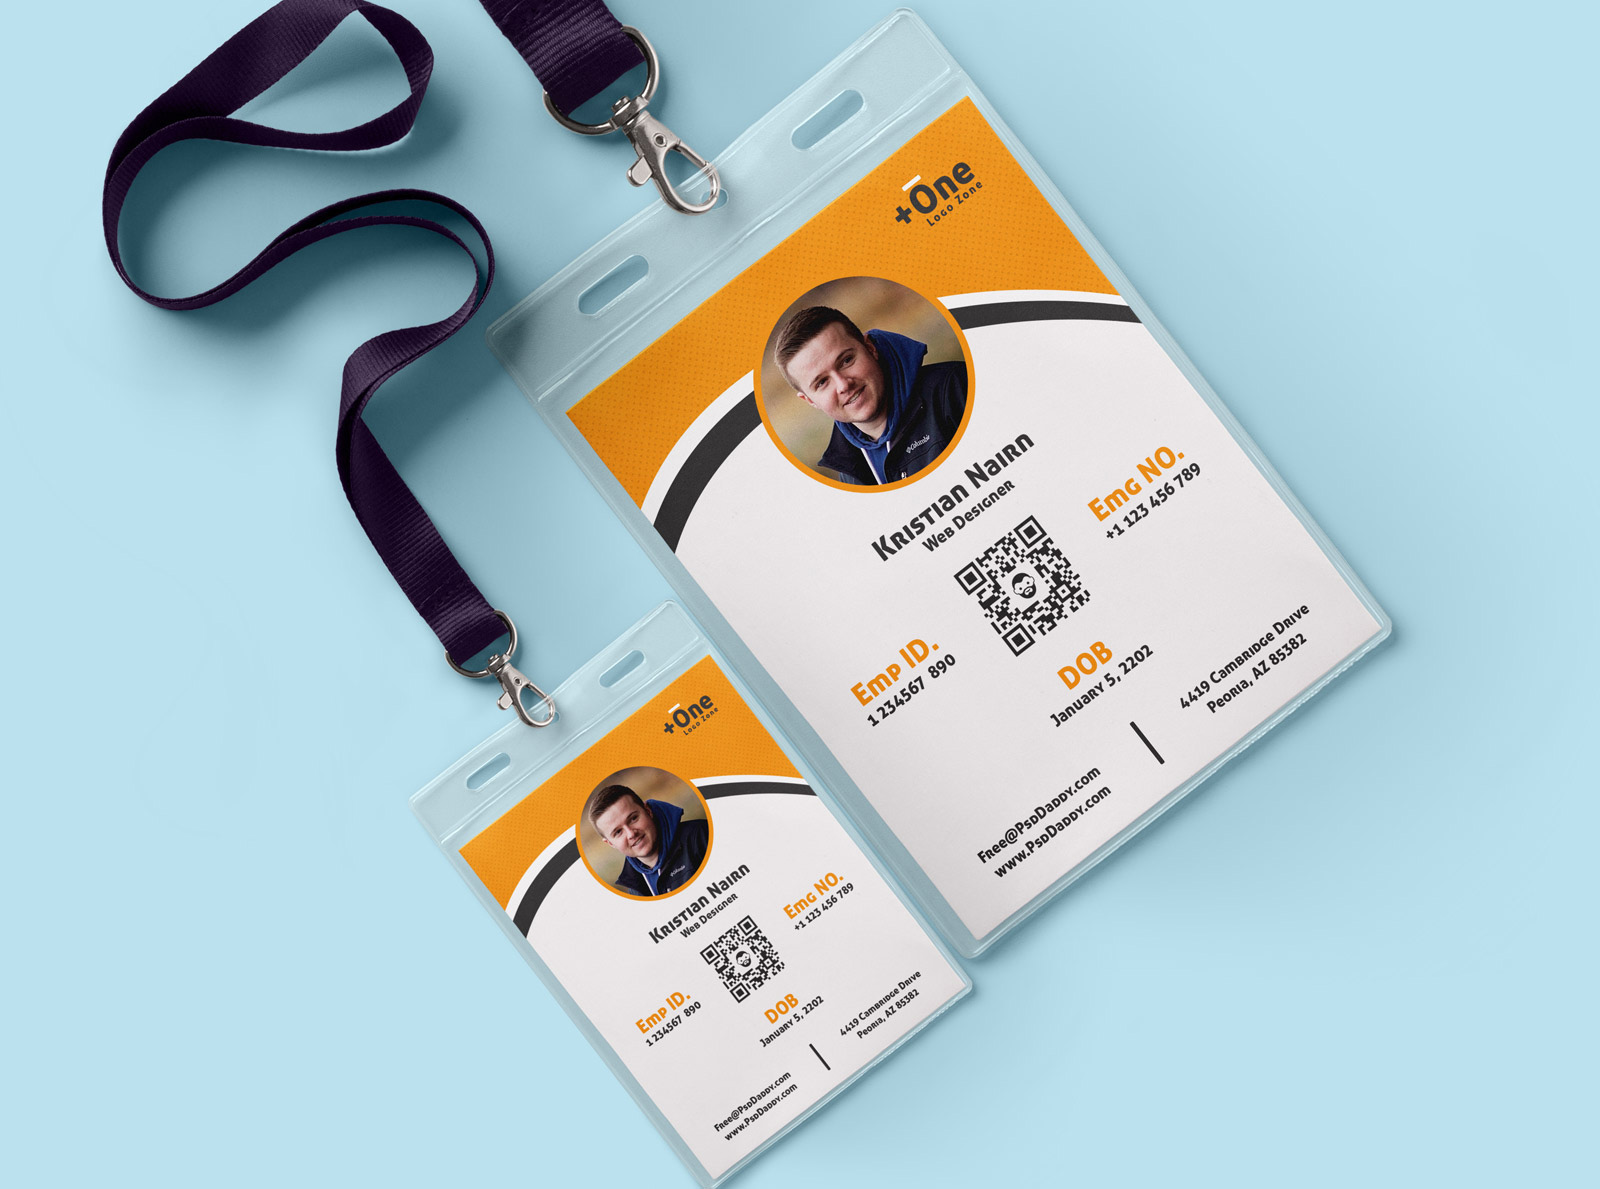 +One
Logo Zone
Kristian Nairn
Web Designer
Emg NO.
+1 123 456 789
Emp ID.
1 234567 890
DOB
January 5, 2202
4419 Cambridge Drive
Peoria, AZ 85382
Free@PsdDaddy.com
www.PsdDaddy.com
Columbia
+One
Logo Zone
Kristian Nairn
Web Designer
Emg NO.
+1 123 456 789
Emp ID.
1 234567 890
DOB
January 5, 2202
4419 Cambridge Drive
Peoria, AZ 85382
Free@PsdDaddy.com
www.PsdDaddy.com